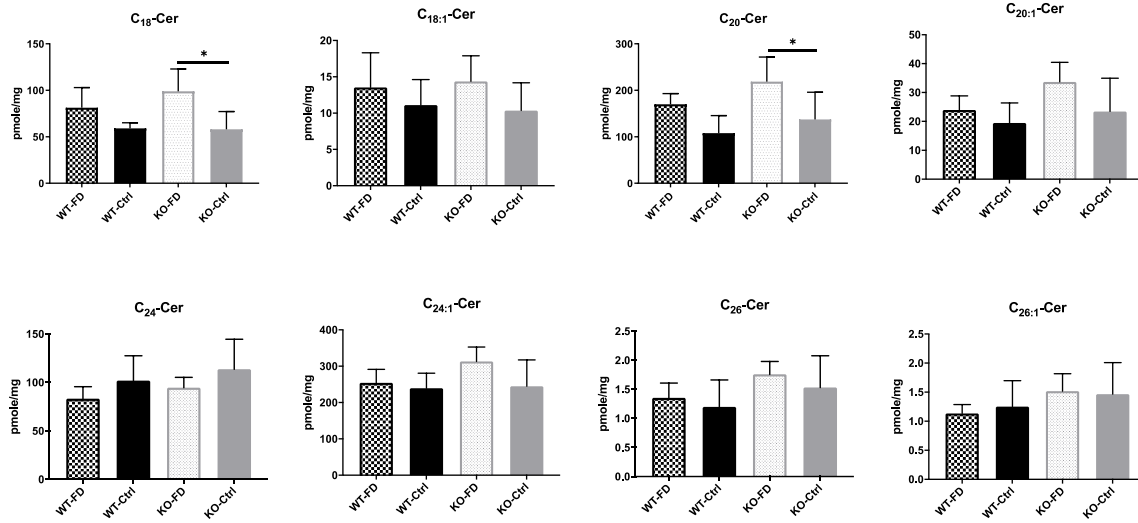 C18-Cer
150
100
50
0
pmole/mg
*
WT-FD
WT-Ctrl
KO-FD
KO-Ctrl
C18:1-Cer
20
15
10
5
0
pmole/mg
WT-FD
WT-Ctrl
KO-FD
KO-Ctrl
C20-Cer
300
200
100
0
pmole/mg
*
WT-FD
WT-Ctrl
KO-FD
KO-Ctrl
C20:1-Cer
50
40
30
20
10
0
pmole/mg
WT-FD
WT-Ctrl
KO-FD
KO-Ctrl
C24-Cer
150
100
50
0
pmole/mg
WT-FD
WT-Ctrl
KO-FD
KO-Ctrl
C24:1-Cer
400
300
200
100
0
pmole/mg
WT-FD
WT-Ctrl
KO-FD
KO-Ctrl
C26-Cer
2.5
2.0
1.5
1.0
0.5
0.0
pmole/mg
WT-FD
WT-Ctrl
KO-FD
KO-Ctrl
C26:1-Cer
2.5
2.0
1.5
1.0
0.5
0.0
pmole/mg
WT-FD
WT-Ctrl
KO-FD
KO-Ctrl